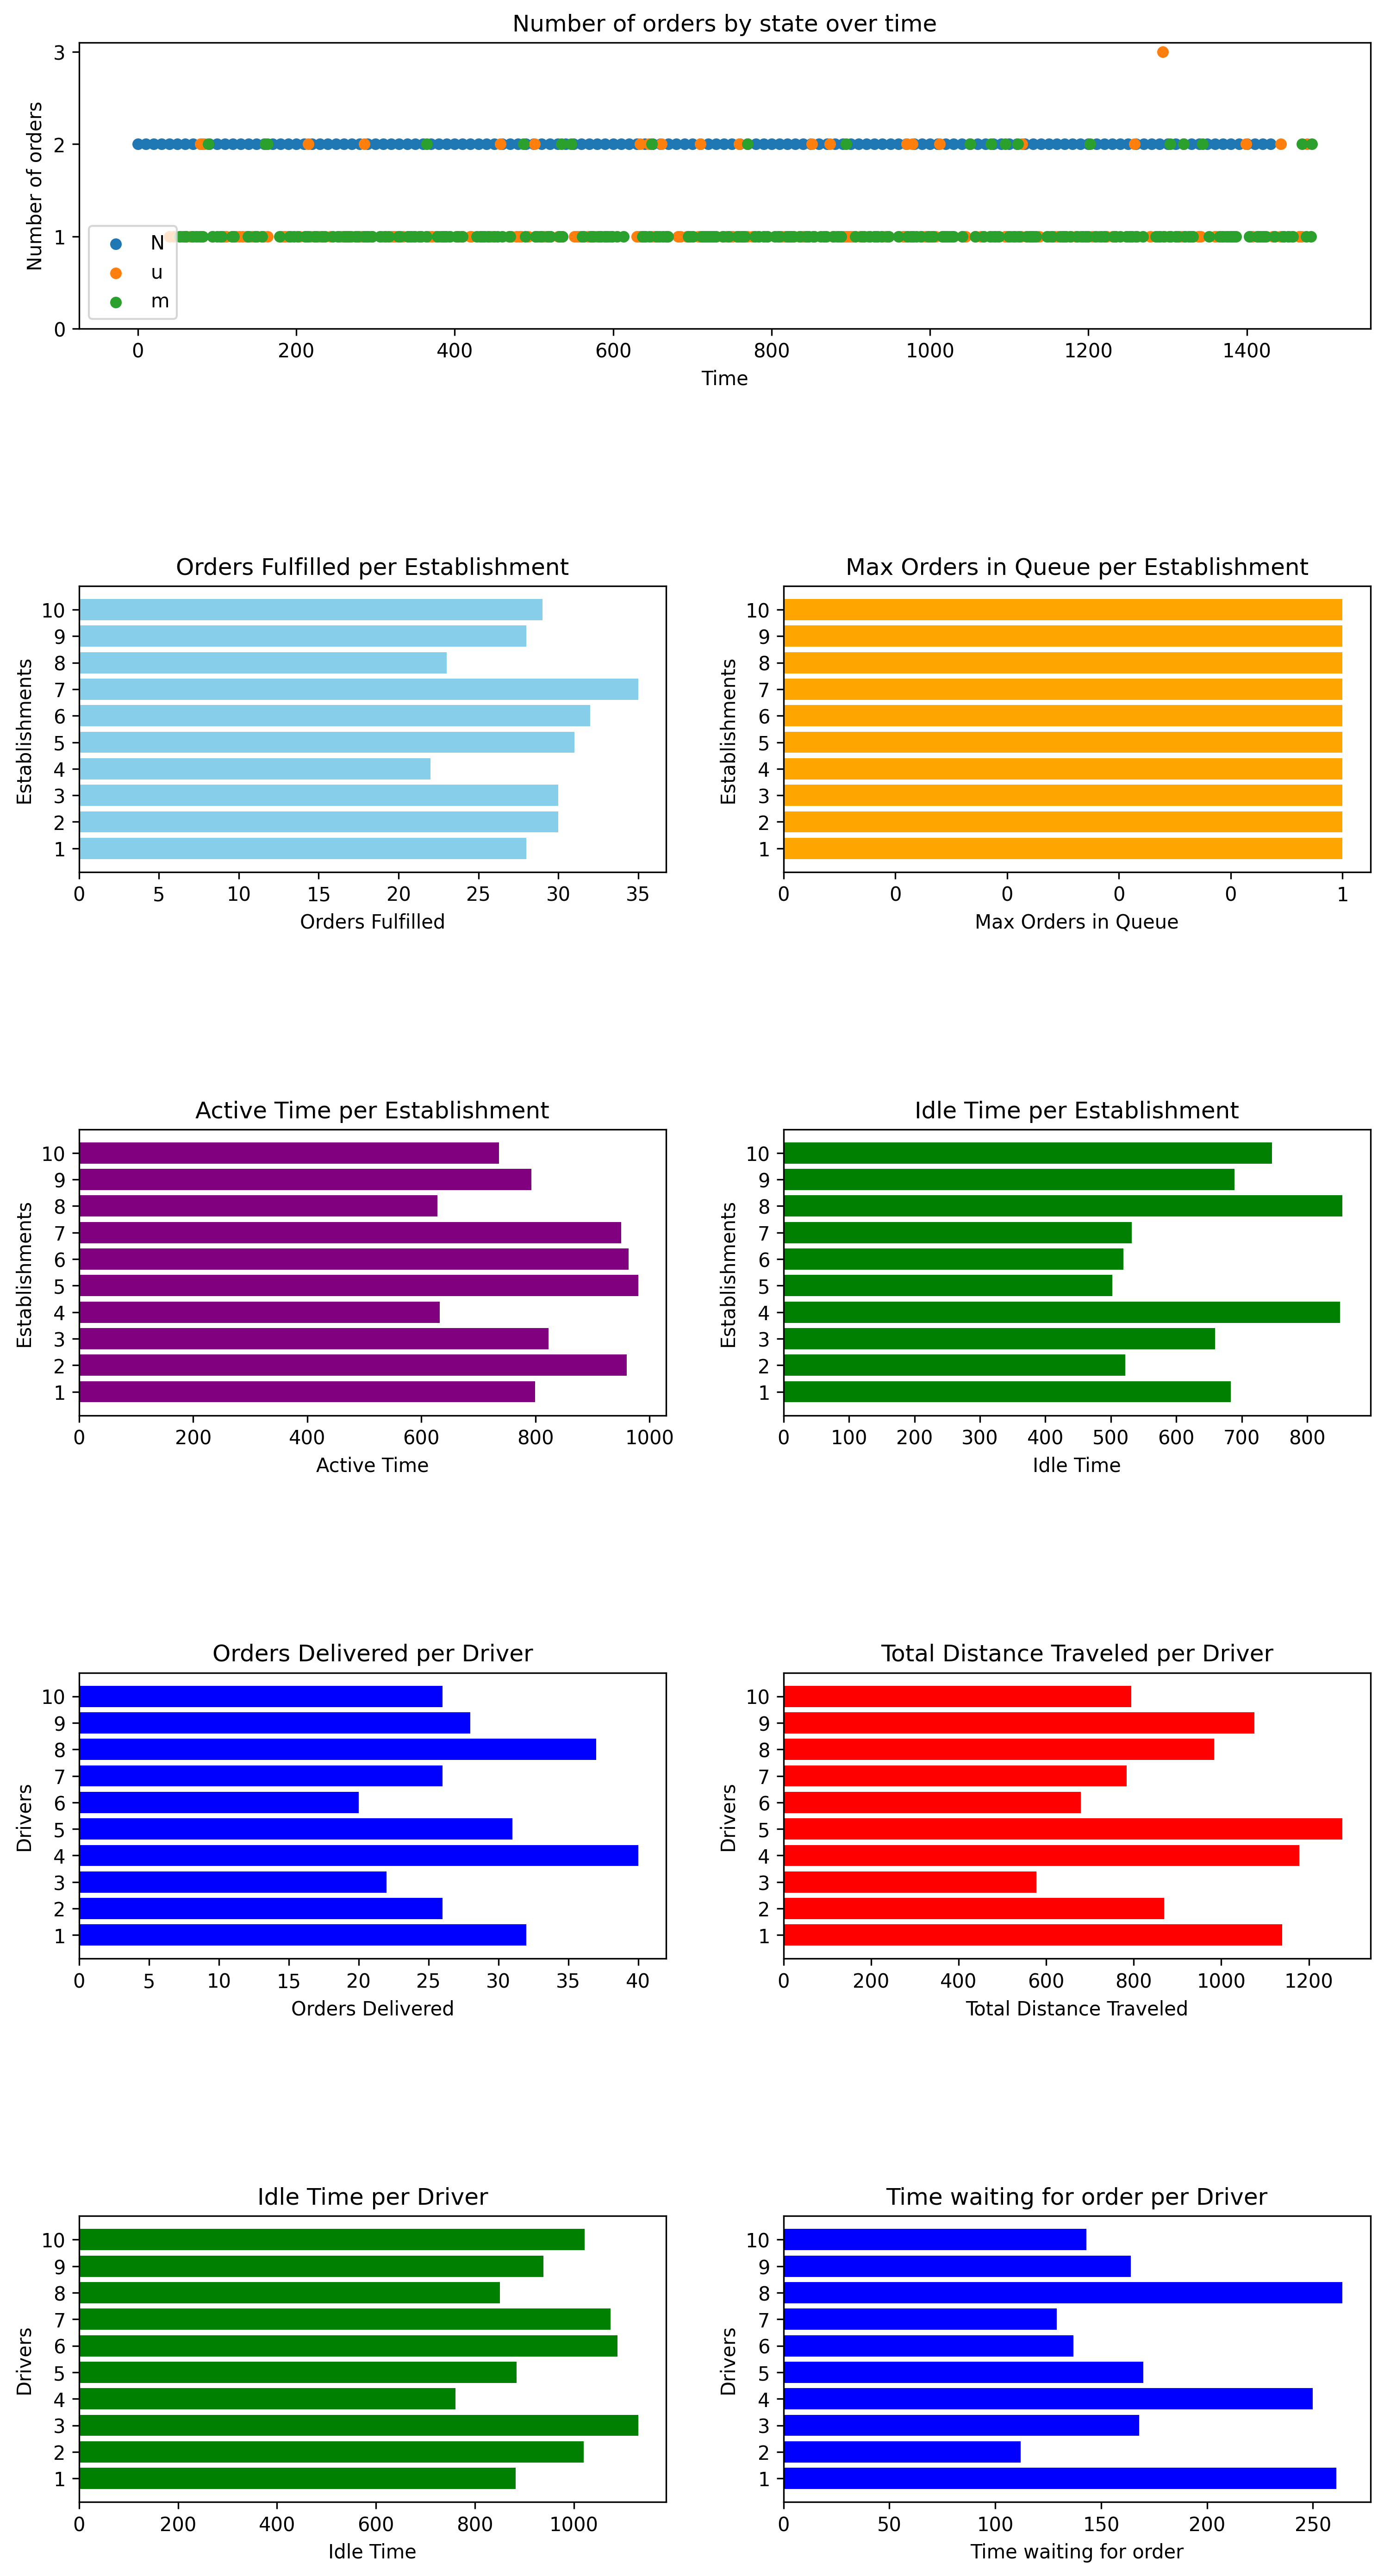 Number of orders by state over time
Number of orders
3
2
1
0
N
u
m
0 200 400 600 800 1000 1200 1400
Time
Orders Fulfilled per Establishment
Establishments
10
9
8
7
6
5
4
3
2
1
0 5 10 15 20 25 30 35
Orders Fulfilled
Max Orders in Queue per Establishment
Establishments
10
9
8
7
6
5
4
3
2
1
0 0 0 0 0 1
Max Orders in Queue
Active Time per Establishment
Establishments
10
9
8
7
6
5
4
3
2
1
0 200 400 600 800 1000
Active Time
Idle Time per Establishment
Establishments
10
9
8
7
6
5
4
3
2
1
0 100 200 300 400 500 600 700 800
Idle Time
Orders Delivered per Driver
Drivers
10
9
8
7
6
5
4
3
2
1
0 5 10 15 20 25 30 35 40
Orders Delivered
Total Distance Traveled per Driver
Drivers
10
9
8
7
6
5
4
3
2
1
0 200 400 600 800 1000 1200
Total Distance Traveled
Idle Time per Driver
Drivers
10
9
8
7
6
5
4
3
2
1
0 200 400 600 800 1000
Idle Time
Time waiting for order per Driver
Drivers
10
9
8
7
6
5
4
3
2
1
0 50 100 150 200 250
Time waiting for order